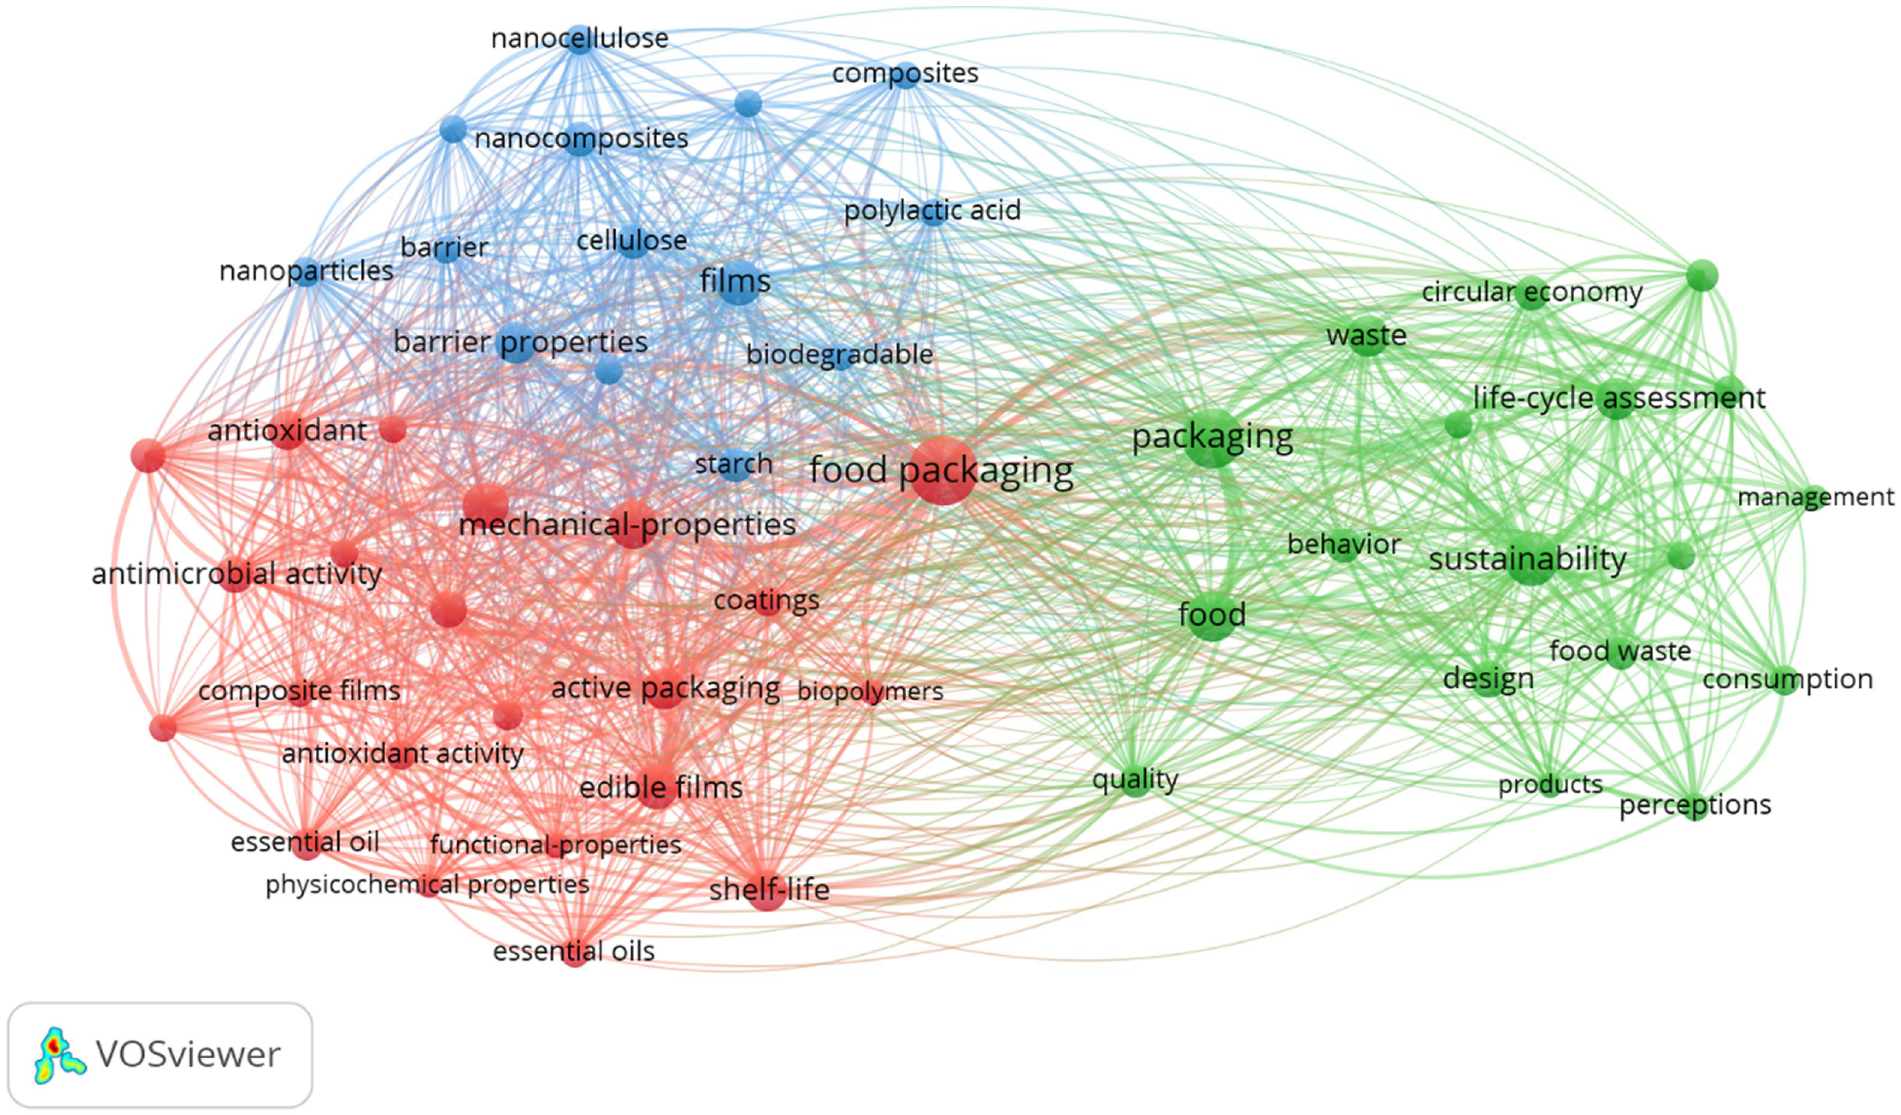 nanocellulose
composites
nanocomposites
polylactic acid
cellulose
barrier
nanoparticles
films
circular economy
waste
barrier properties
biodegradable
life-cycle assessment
antioxidant
packaging
starch
food packaging
management
mechanical-properties
behavior
sustainability
antimicrobial activity
coatings
food
food waste
design
consumption
composite films
active packaging
biopolymers
antioxidant activity
quality
products
edible films
perceptions
essential oil
functional-properties
physicochemical properties
shelf-life
essential oils
VOSviewer